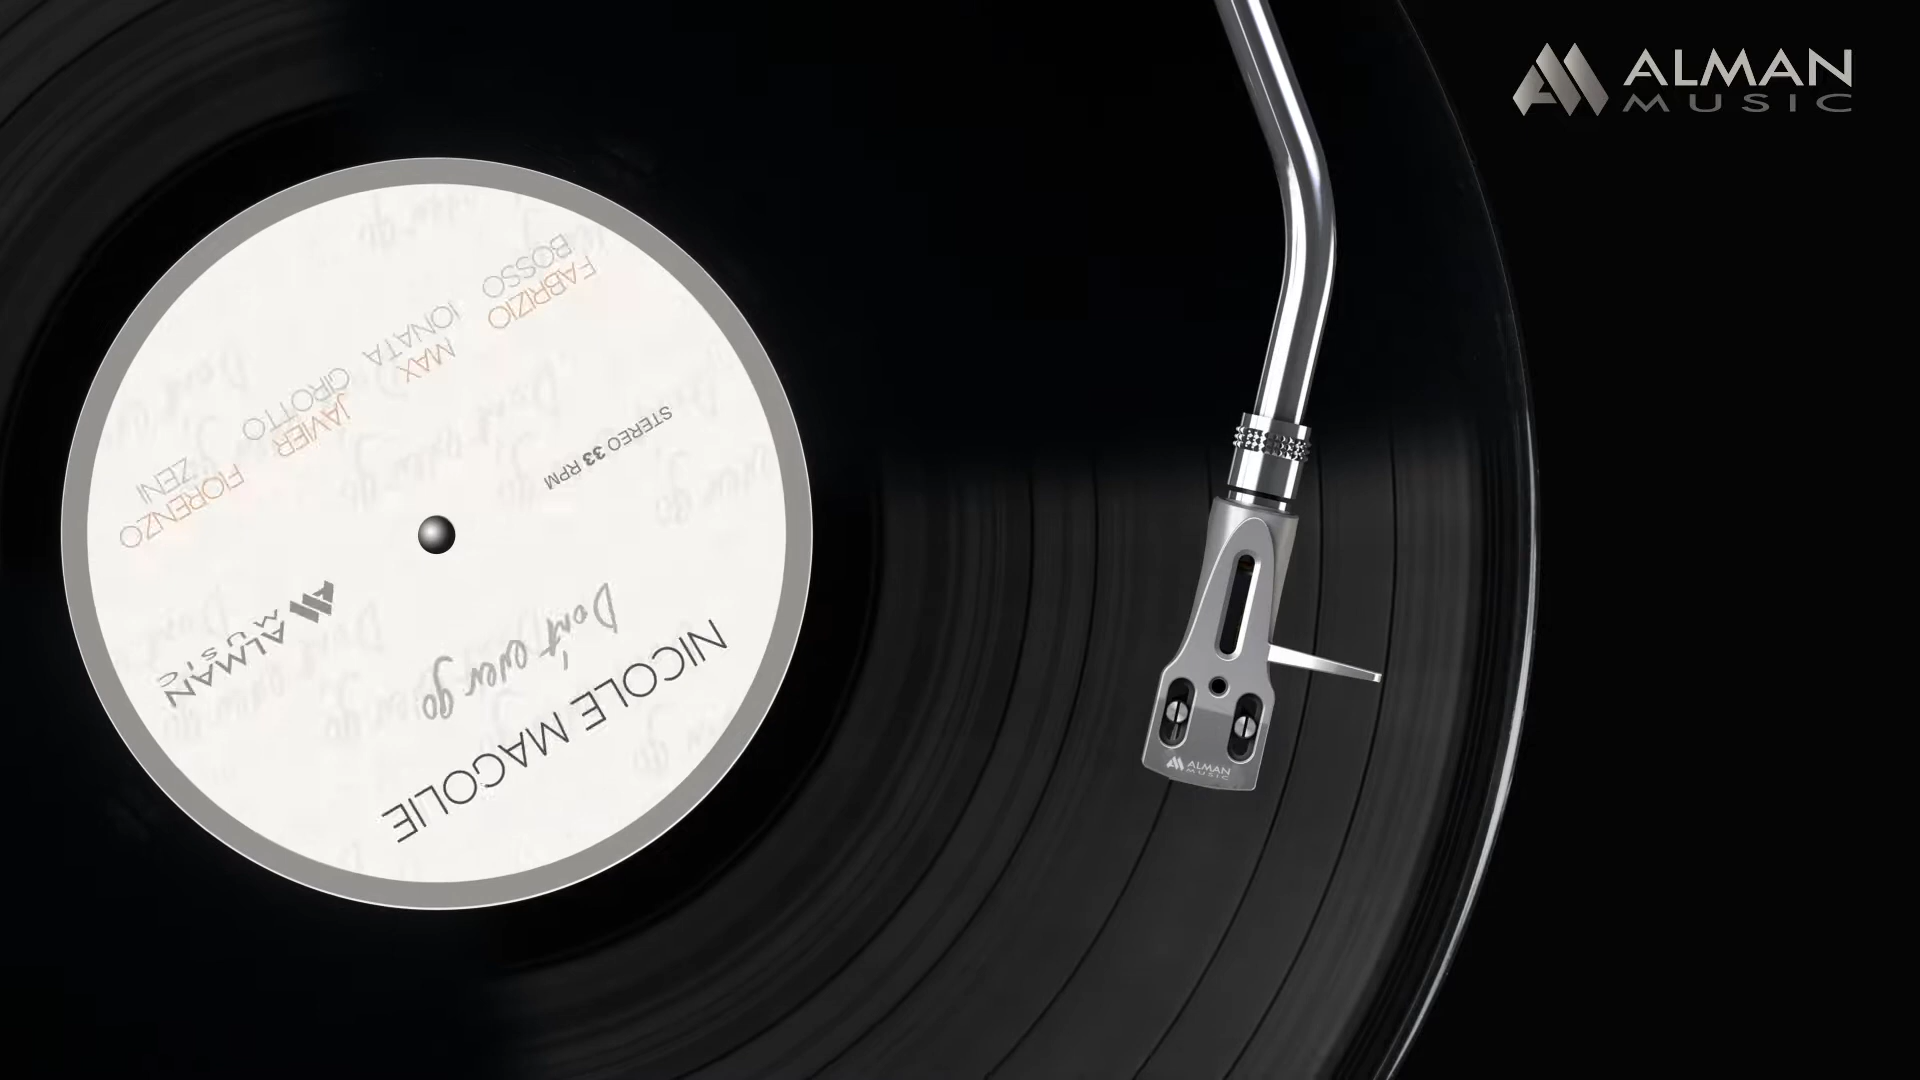 ALMAN
MUSIC
NICOLE MAGOLIE
Don't ever go
ALMAN
MUSIC
STEREO 33 RPM
FIORENZO
ZENI
JAVIER
GIROTTO
MAX
IONATA
FABRIZIO
BOSSO
ALMAN
MUSIC